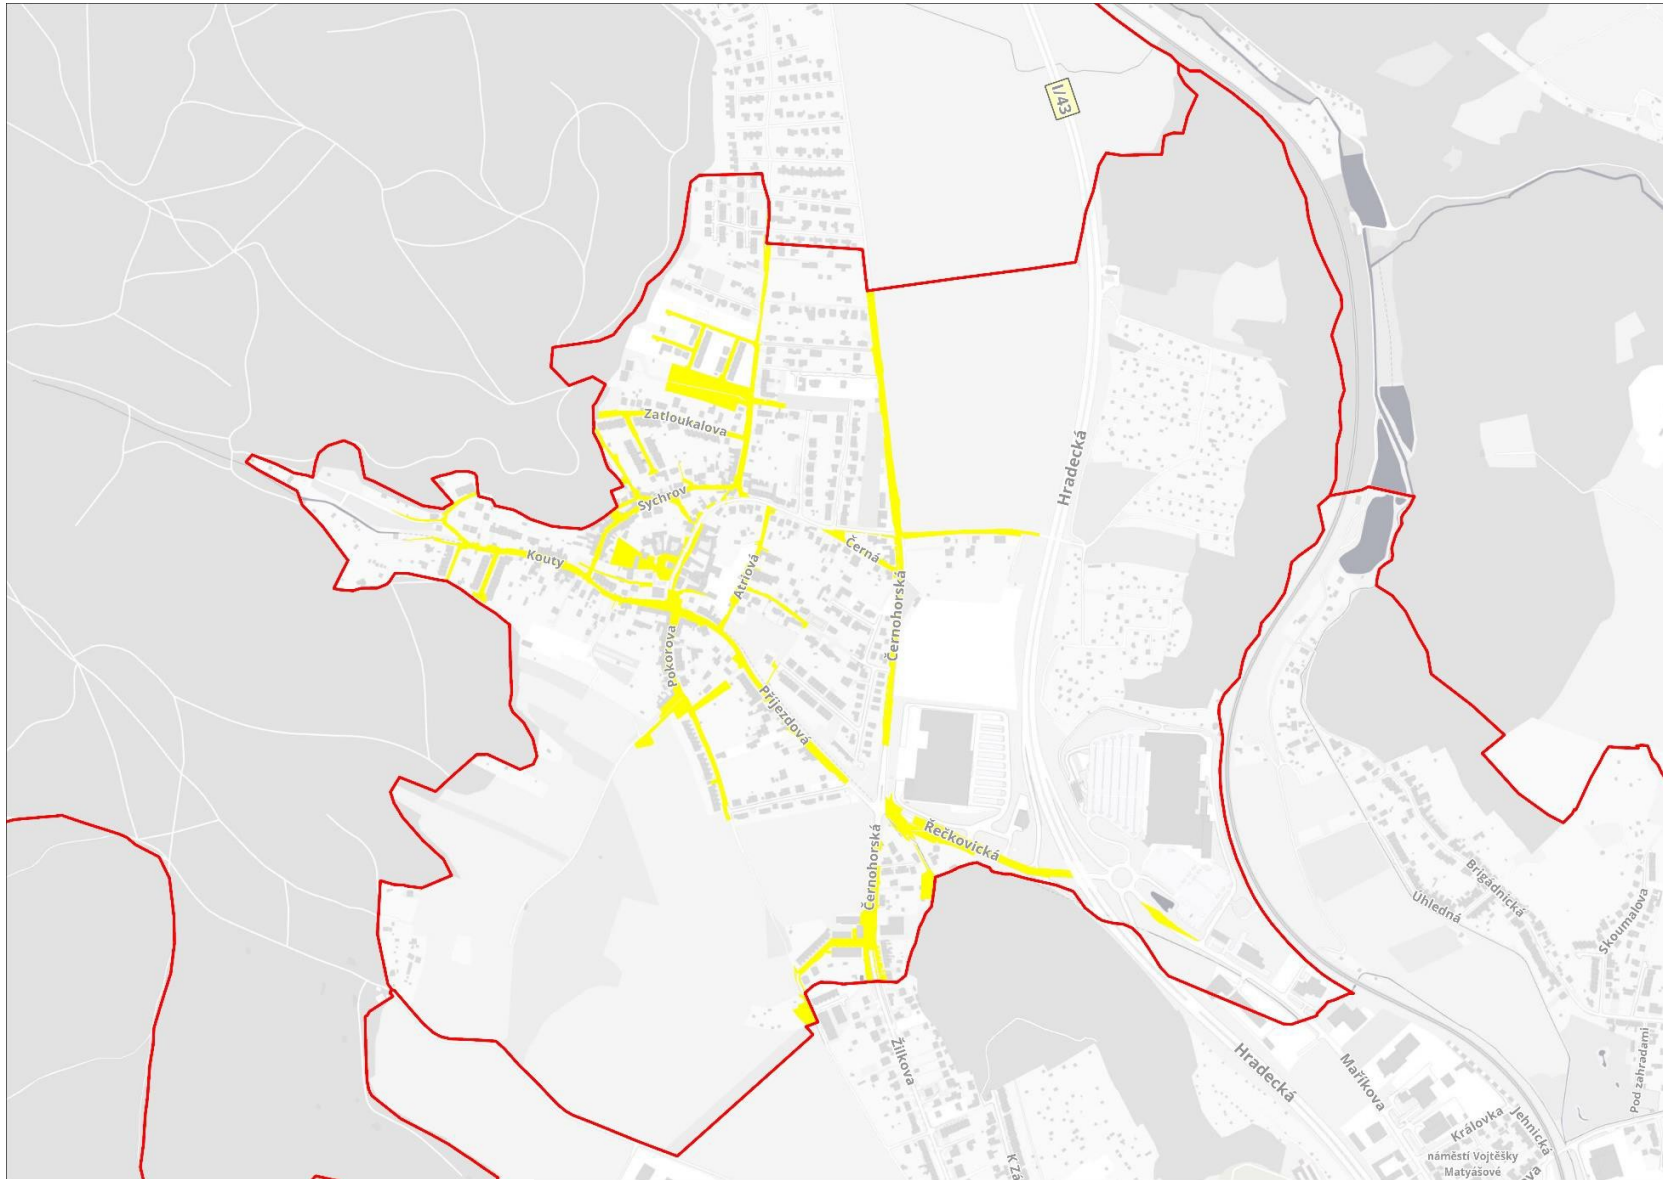 I/43
Zatloukalova
Hradecká
Sychrov
Černá
Kouty
Atriová
Černohorská
Pokorova
Příjezdová
Řečkovická
Černohorská
Brigádnická
Úhledná
Skoumalova
Žilkova
Hradecká
Maříkova
Pod zahradami
Královka
Jehnická
náměstí Vojtěšky
Matyášové